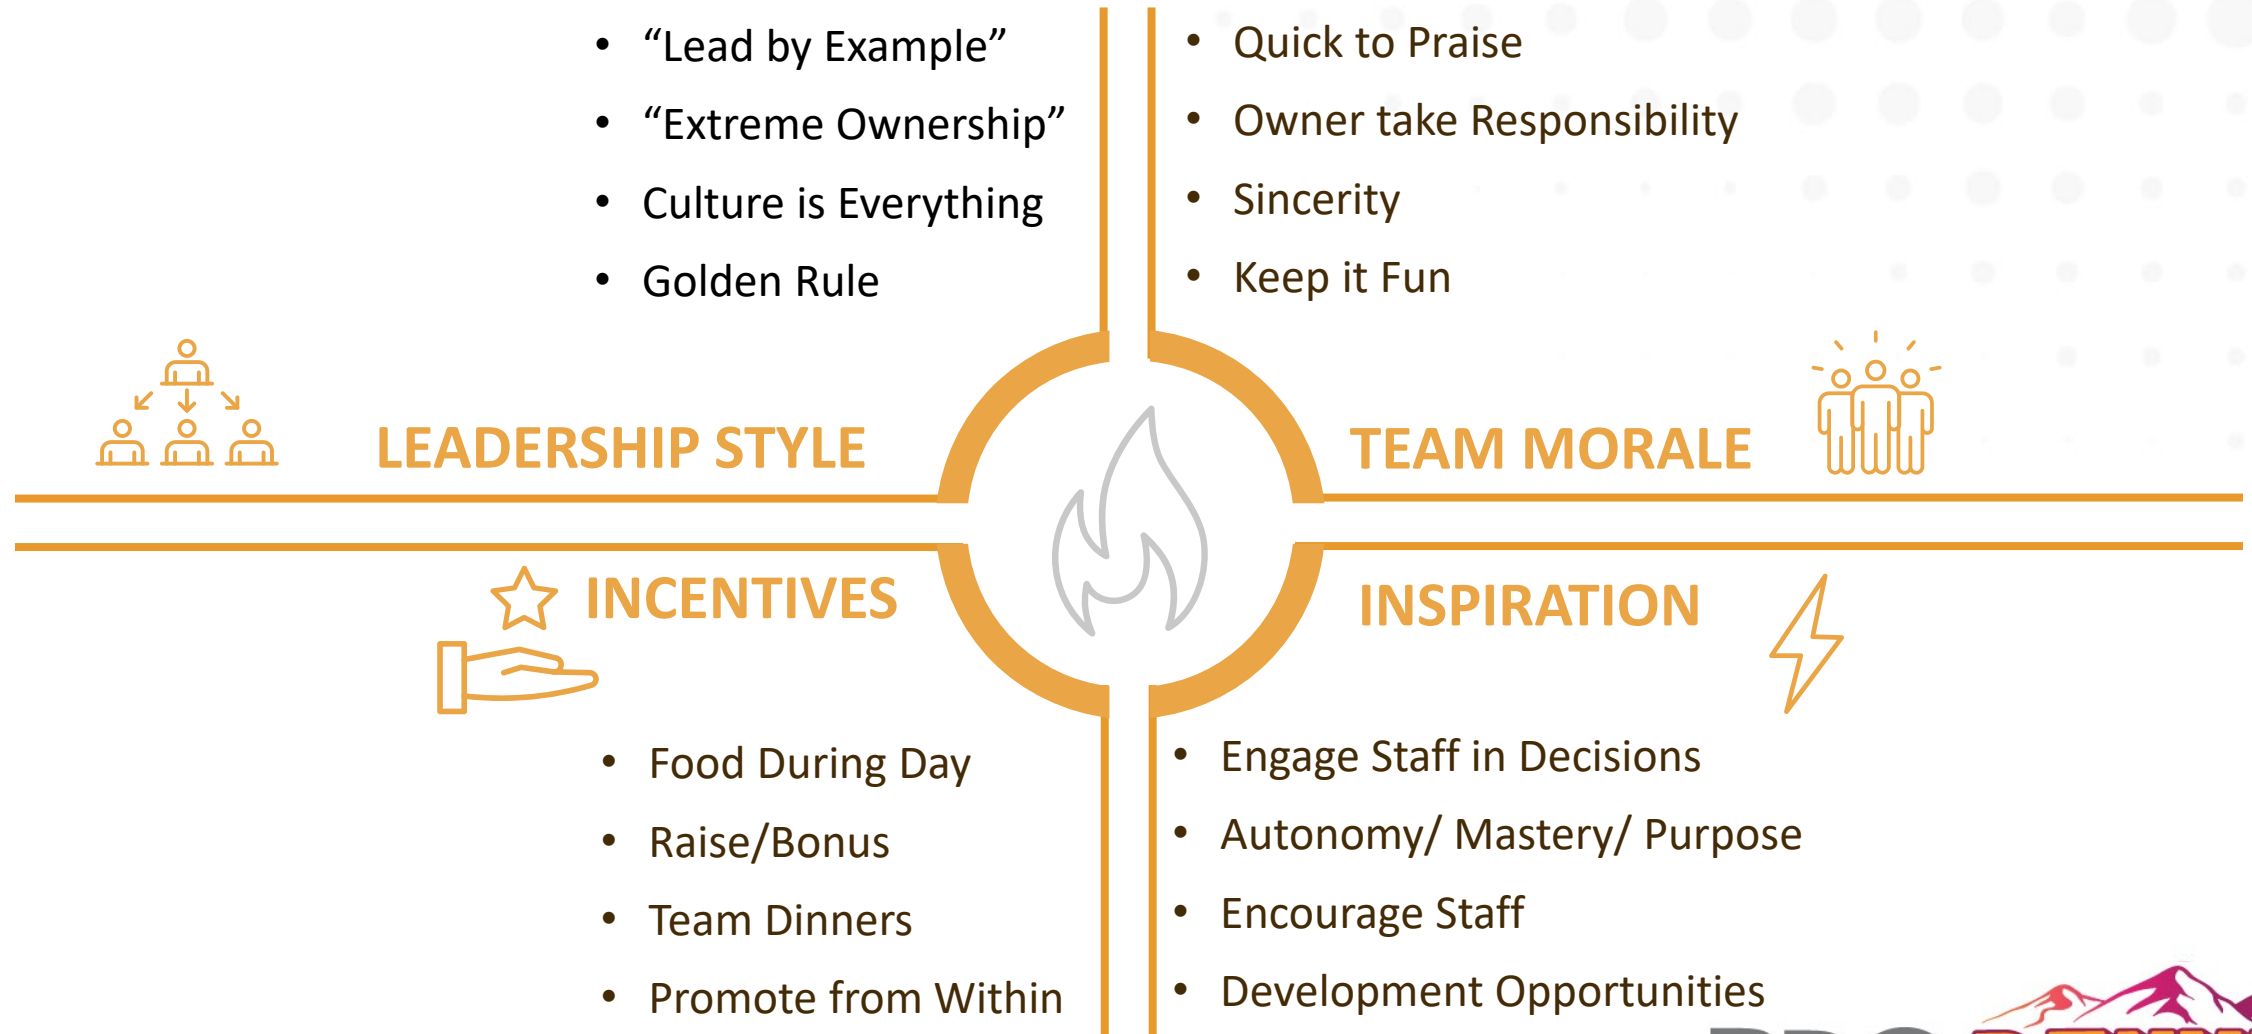 • “Lead by Example”
• “Extreme Ownership”
• Culture is Everything
• Golden Rule
LEADERSHIP STYLE
• Quick to Praise
• Owner take Responsibility
• Sincerity
• Keep it Fun
TEAM MORALE
INCENTIVES
• Food During Day
• Raise/Bonus
• Team Dinners
• Promote from Within
INSPIRATION
• Engage Staff in Decisions
• Autonomy/ Mastery/ Purpose
• Encourage Staff
• Development Opportunities